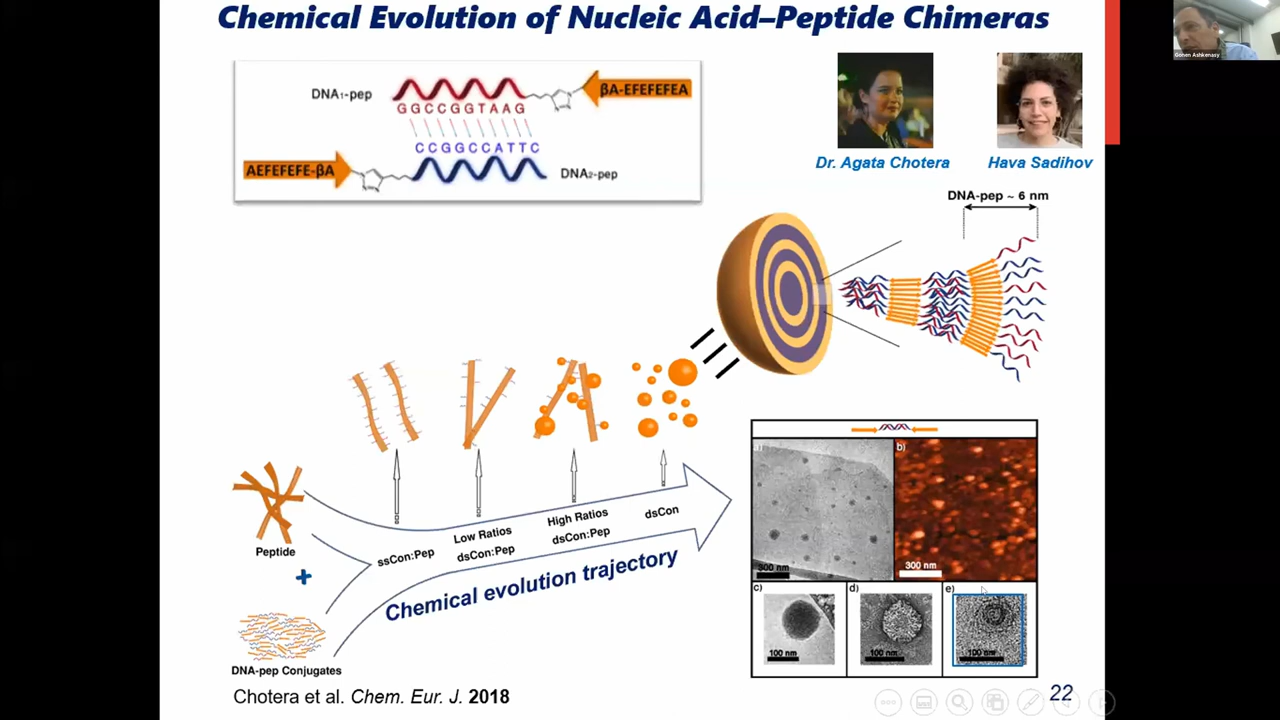 Chemical Evolution of Nucleic Acid–Peptide Chimeras
Gonen Ashkenasy
DNA1-pep
βA-EFEFEFEA
GGCCGGTAAG
CCGGCCATTC
AEFEFEFE-βA
DNA2-pep
Dr. Agata Chotera
Hava Sadihov
DNA-pep ~ 6 nm
Peptide
+
DNA-pep Conjugates
ssCon:Pep
Low Ratios
dsCon:Pep
High Ratios
dsCon:Pep
dsCon
Chemical evolution trajectory
b)
300 nm
300 nm
c)
d)
e)
100 nm
100 nm
100 nm
Chotera et al. Chem. Eur. J. 2018
22